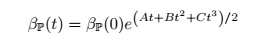 β_ℙ(t) = β_ℙ(0)e^{(At+Bt^2+Ct^3)/2}